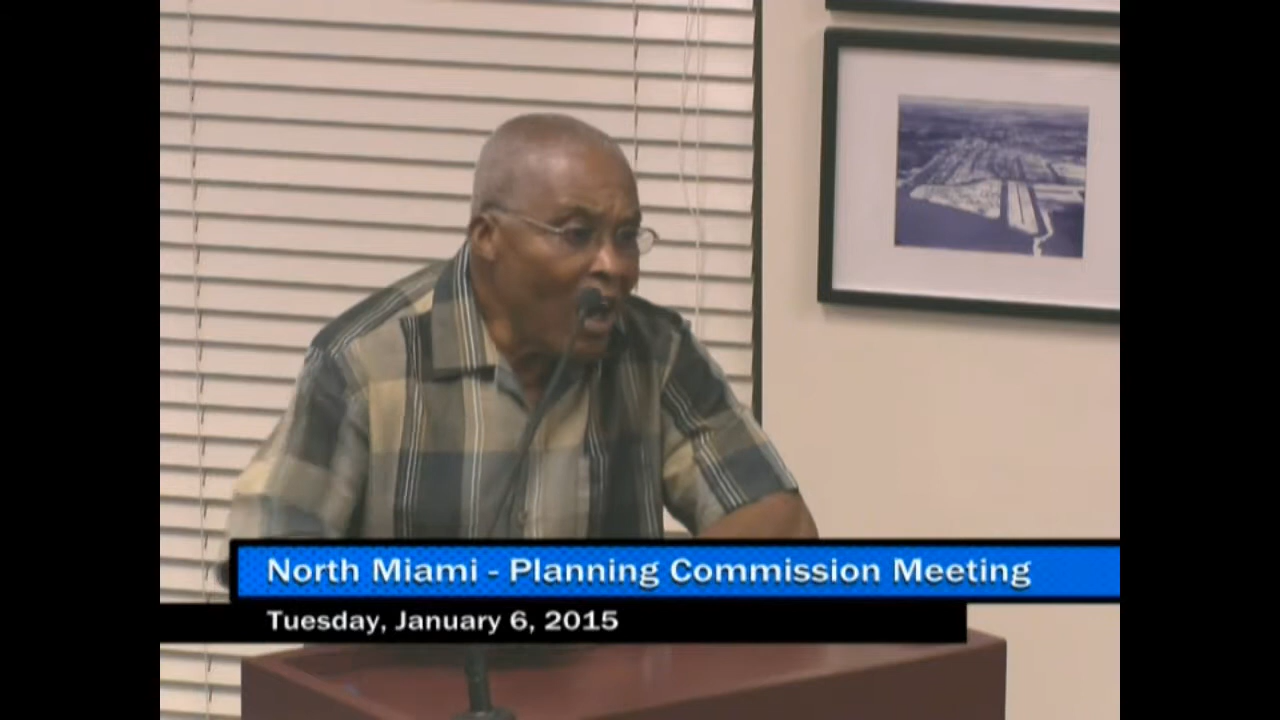 North Miami - Planning Commission Meeting
Tuesday, January 6, 2015